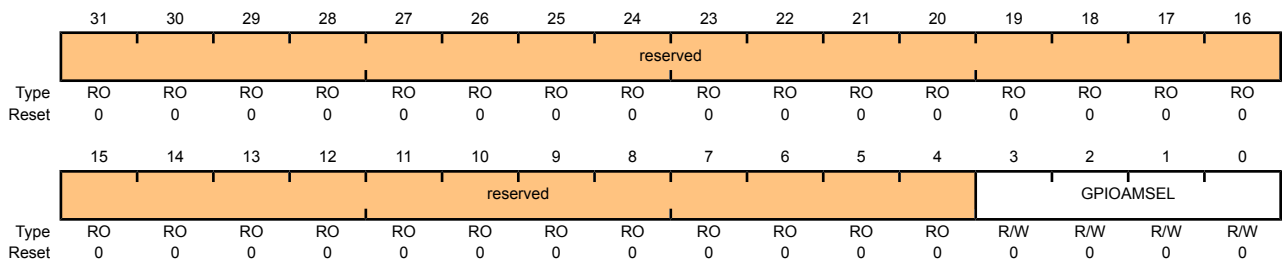 31 30 29 28 27 26 25 24 23 22 21 20 19 18 17 16
reserved
Type RO RO RO RO RO RO RO RO RO RO RO RO RO RO RO RO
Reset 0 0 0 0 0 0 0 0 0 0 0 0 0 0 0 0
15 14 13 12 11 10 9 8 7 6 5 4 3 2 1 0
reserved GPIOAMSEL
Type RO RO RO RO RO RO RO RO RO RO RO RO R/W R/W R/W R/W
Reset 0 0 0 0 0 0 0 0 0 0 0 0 0 0 0 0